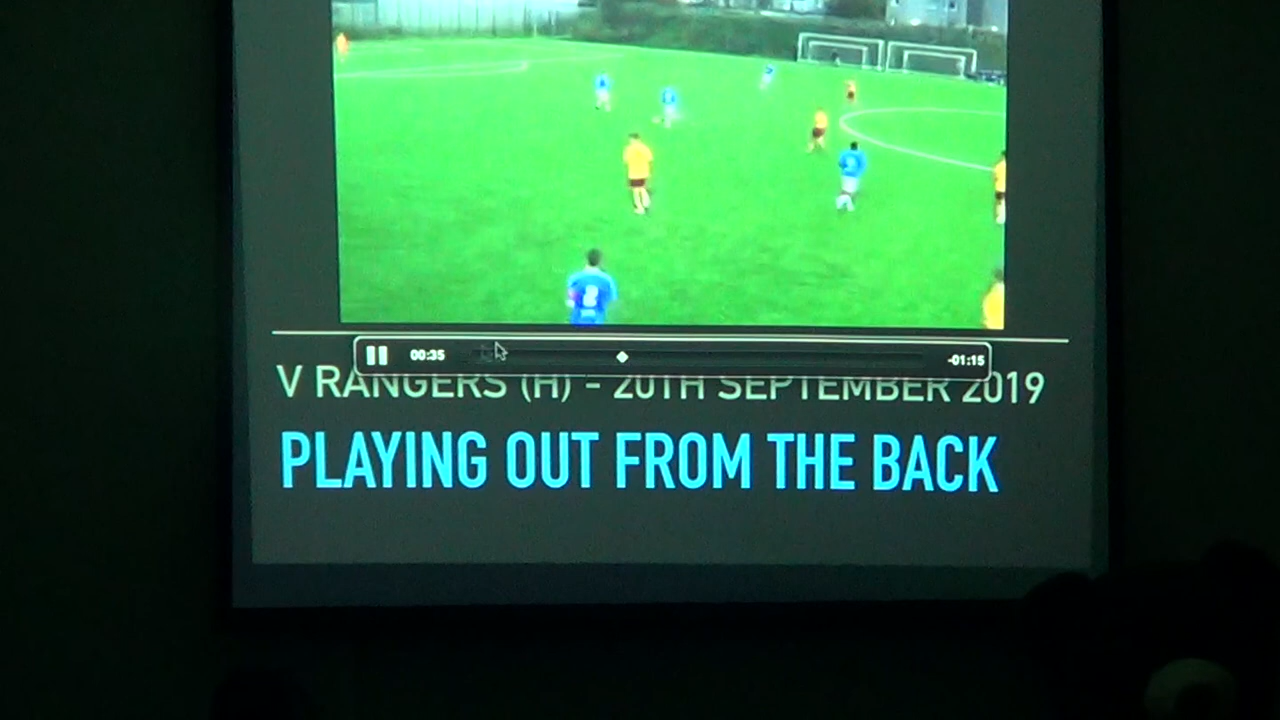 00:35
-01:15
V RANGERS (H) - 20TH SEPTEMBER 2019
PLAYING OUT FROM THE BACK